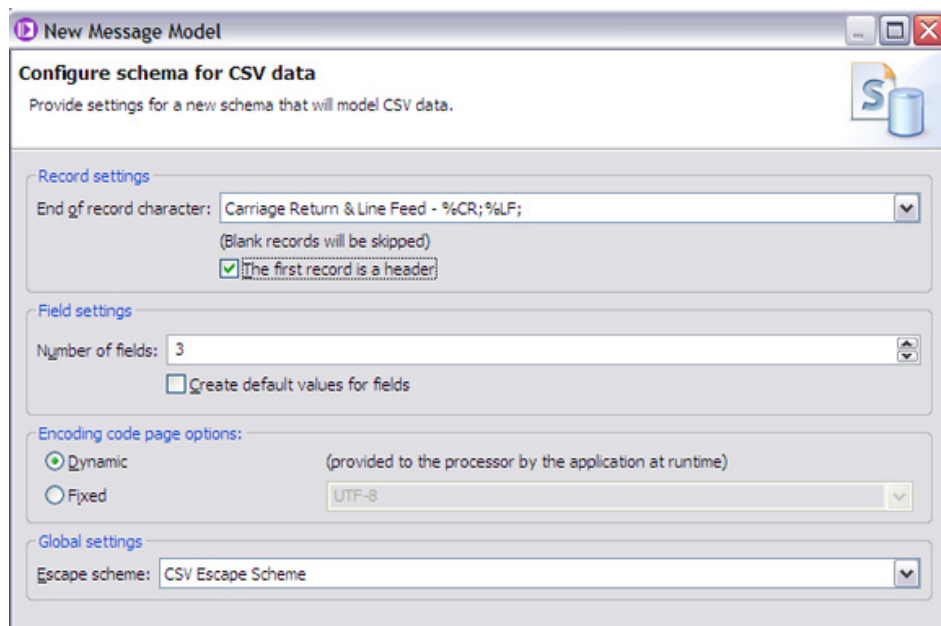 New Message Model
Configure schema for CSV data
Provide settings for a new schema that will model CSV data.
S
Record settings
End of record character: Carriage Return & Line Feed - %CR;%LF;
(Blank records will be skipped)
The first record is a header
Field settings
Number of fields: 3
Create default values for fields
Encoding code page options:
Dynamic (provided to the processor by the application at runtime)
Fixed UTF-8
Global settings
Escape scheme: CSV Escape Scheme